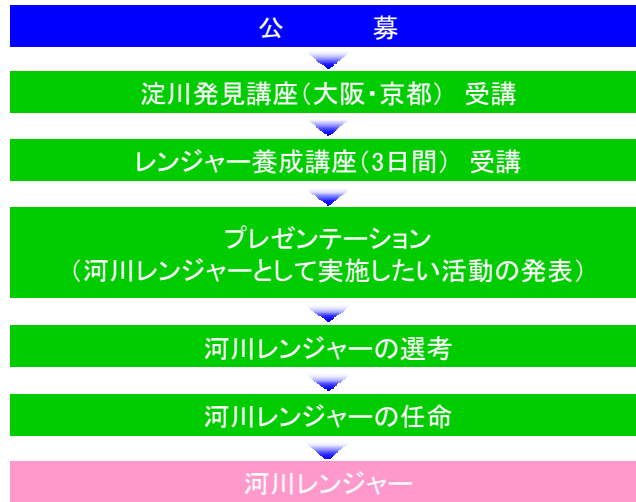 公　　　募
淀川発見講座（大阪・京都）　受講
レンジャー養成講座（3日間）　受講
プレゼンテーション
（河川レンジャーとして実施したい活動の発表）
河川レンジャーの選考
河川レンジャーの任命
河川レンジャー